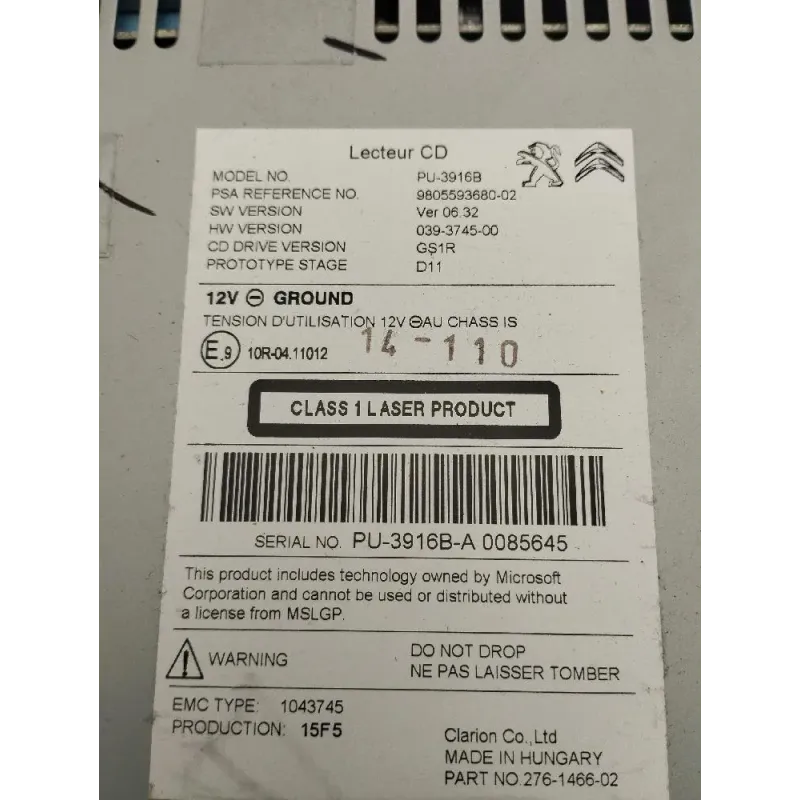 Lecteur CD
MODEL NO. PU-3916B
PSA REFERENCE NO. 9805593680-02
SW VERSION Ver 06.32
HW VERSION 039-3745-00
CD DRIVE VERSION GS1R
PROTOTYPE STAGE D11
12V ⊖ GROUND
TENSION D'UTILISATION 12V ⊖AU CHASSIS
E.9 10R-04.11012 14-110
CLASS 1 LASER PRODUCT
SERIAL NO. PU-3916B-A 0085645
This product includes technology owned by Microsoft
Corporation and cannot be used or distributed without
a license from MSLGP.
WARNING DO NOT DROP
NE PAS LAISSER TOMBER
EMC TYPE: 1043745
PRODUCTION: 15F5
Clarion Co.,Ltd
MADE IN HUNGARY
PART NO.276-1466-02